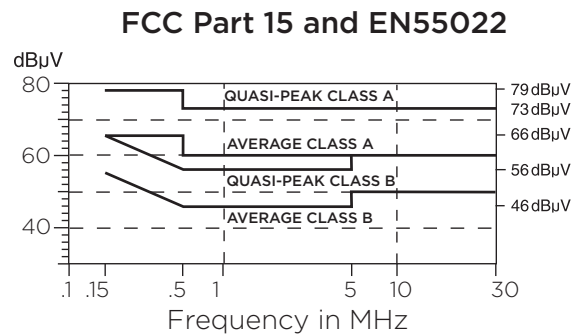 FCC Part 15 and EN55022
dBµV
80
60
40
QUASI-PEAK CLASS A
AVERAGE CLASS A
QUASI-PEAK CLASS B
AVERAGE CLASS B
79dBµV
73dBµV
66dBµV
56dBµV
46dBµV
.1 .15 .5 1 5 10 30
Frequency in MHz